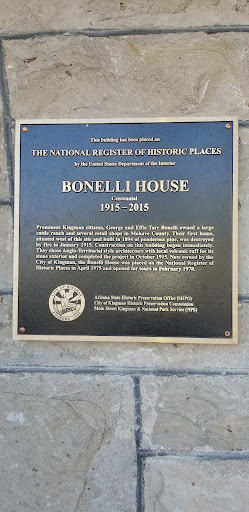 This building has been placed on
THE NATIONAL REGISTER OF HISTORIC PLACES
by the United States Department of the Interior
BONELLI HOUSE
Centennial
1915 - 2015
Prominent Kingman citizens, George and Effie Tarr Bonelli owned a large
cattle ranch and several retail shops in Mohave County. Their first home,
situated west of this site and built in 1894 of ponderosa pine, was destroyed
by fire in January 1915. Construction on this building began immediately.
They chose Anglo-Territorial style architecture with local volcanic tuff for its
stone exterior and completed the project in October 1915. Now owned by the
City of Kingman, the Bonelli House was placed on the National Register of
Historic Places in April 1975 and opened for tours in February 1978.
Arizona State Historic Preservation Office (SHPO)
City of Kingman Historic Preservation Commission
Main Street Kingman & National Park Service (NPS)